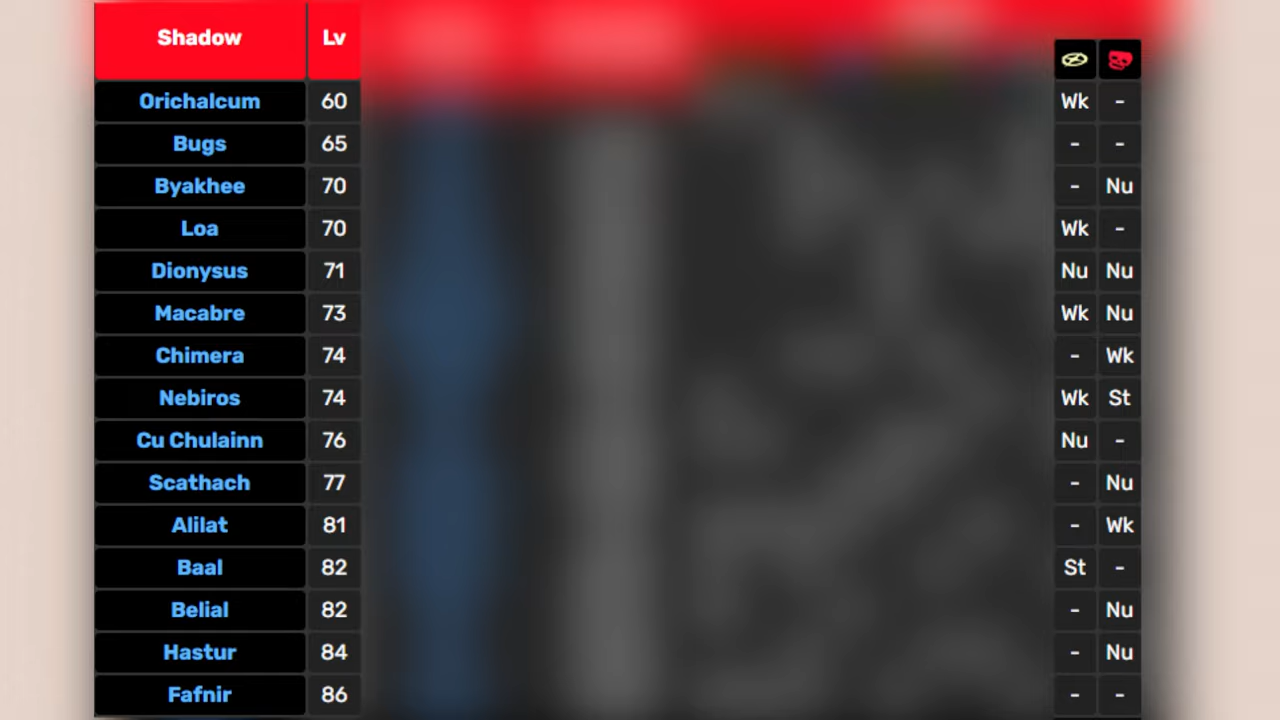 Shadow Lv
Orichalcum 60 Wk -
Bugs 65 - -
Byakhee 70 - Nu
Loa 70 Wk -
Dionysus 71 Nu Nu
Macabre 73 Wk Nu
Chimera 74 - Wk
Nebiros 74 Wk St
Cu Chulainn 76 Nu -
Scathach 77 - Nu
Alilat 81 - Wk
Baal 82 St -
Belial 82 - Nu
Hastur 84 - Nu
Fafnir 86 - -